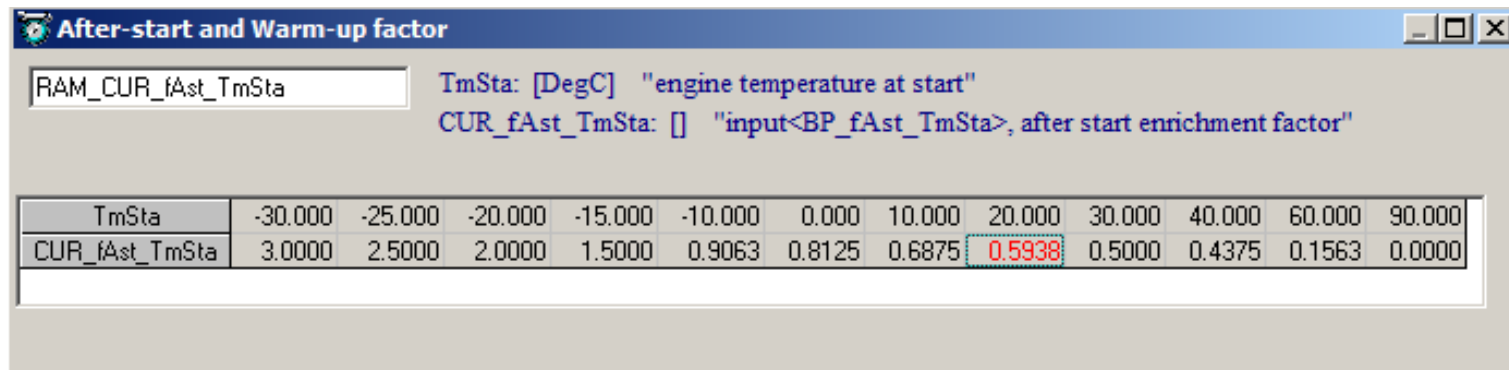 After-start and Warm-up factor
RAM_CUR_fAst_TmSta
TmSta: [DegC] "engine temperature at start"
CUR_fAst_TmSta: [] "input<BP_fAst_TmSta>, after start enrichment factor"
TmSta -30.000 -25.000 -20.000 -15.000 -10.000 0.000 10.000 20.000 30.000 40.000 60.000 90.000
CUR_fAst_TmSta 3.0000 2.5000 2.0000 1.5000 0.9063 0.8125 0.6875 0.5938 0.5000 0.4375 0.1563 0.0000